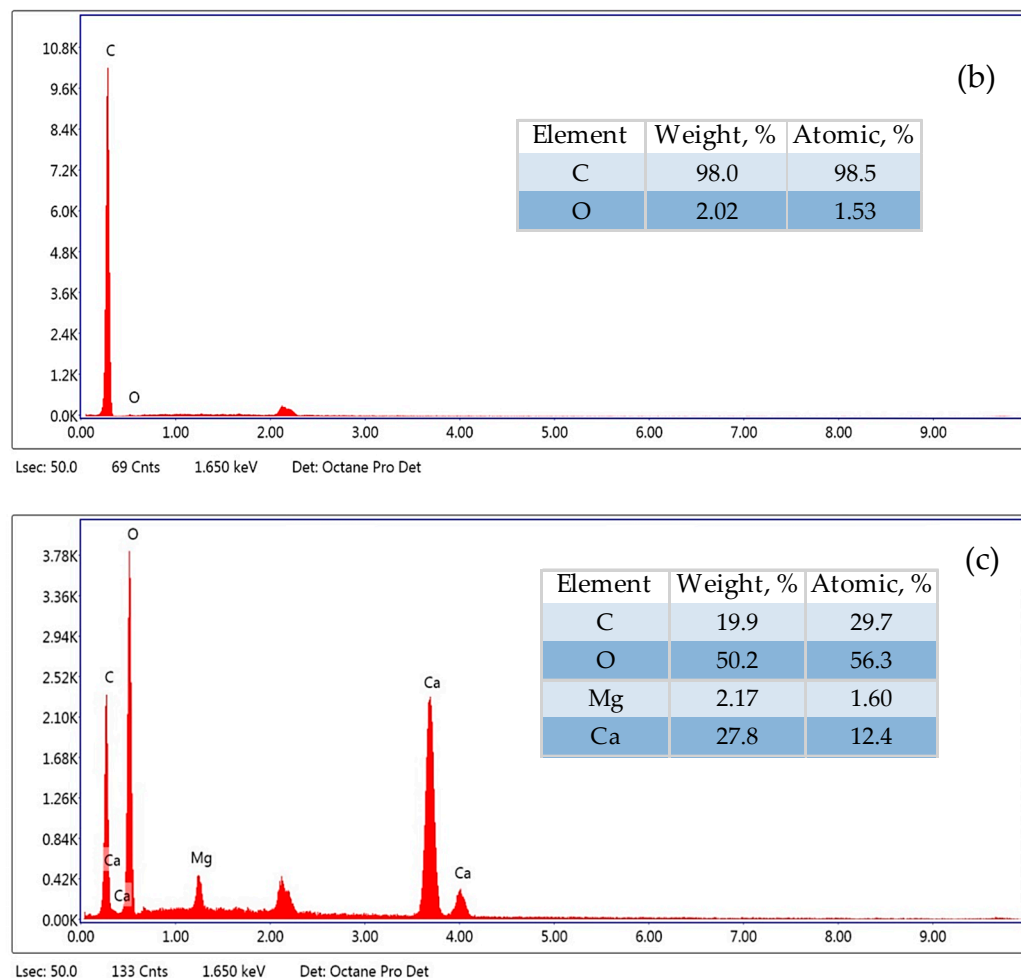 10.8K
C
9.6K
(b)
8.4K
Element Weight, % Atomic, %
7.2K
C 98.0 98.5
6.0K
O 2.02 1.53
4.8K
3.6K
2.4K
1.2K
O
0.0K
0.00 1.00 2.00 3.00 4.00 5.00 6.00 7.00 8.00 9.00
Lsec: 50.0 69 Cnts 1.650 keV Det: Octane Pro Det
O
3.78K
(c)
3.36K
Element Weight, % Atomic, %
2.94K
C 19.9 29.7
O 50.2 56.3
2.52K
C
Ca
Mg 2.17 1.60
2.10K
Ca 27.8 12.4
1.68K
1.26K
0.84K
Ca
Mg
0.42K
Ca
Ca
0.00K
0.00 1.00 2.00 3.00 4.00 5.00 6.00 7.00 8.00 9.00
Lsec: 50.0 133 Cnts 1.650 keV Det: Octane Pro Det